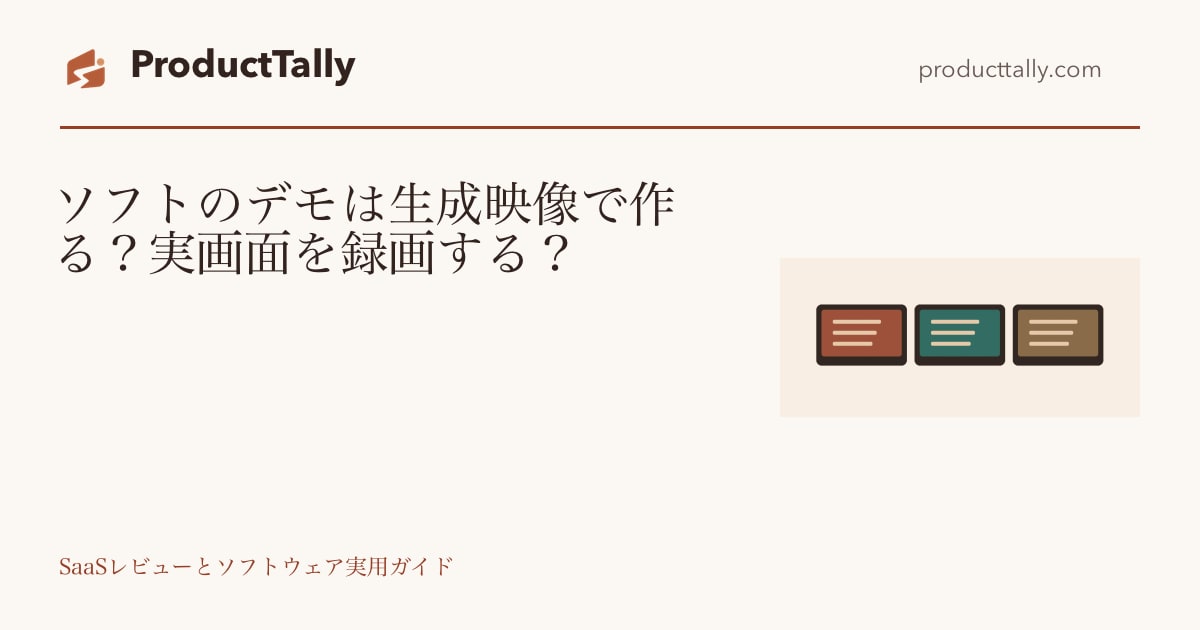 ProductTally
producttally.com
ソフトのデモは生成映像で作
る？実画面を録画する？
SaaSレビューとソフトウェア実用ガイド